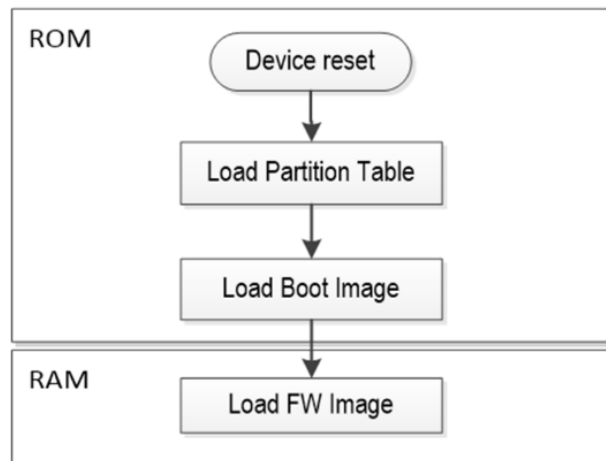 ROM
Device reset
Load Partition Table
Load Boot Image
RAM
Load FW Image